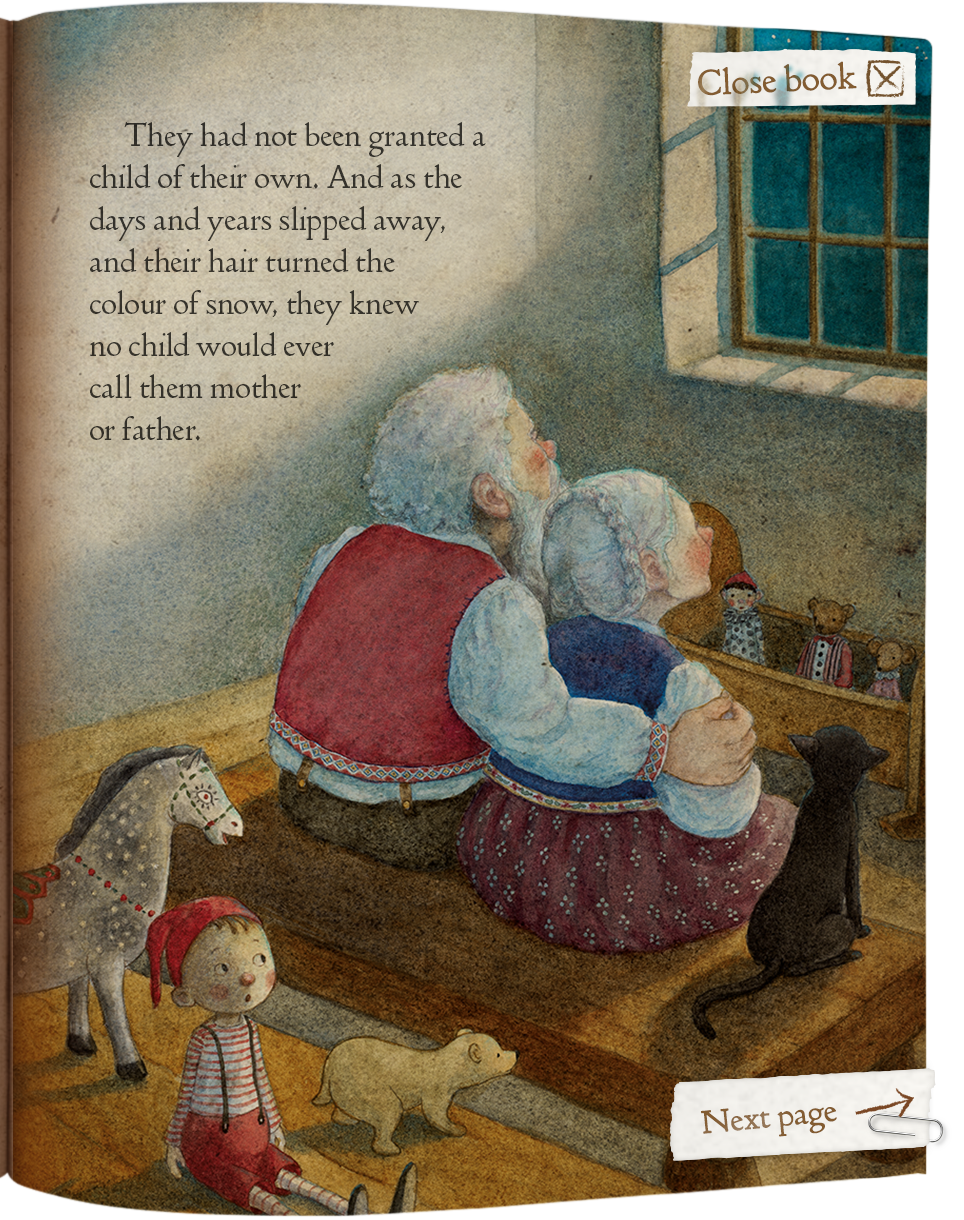 Close book
They had not been granted a
child of their own. And as the
days and years slipped away,
and their hair turned the
colour of snow, they knew
no child would ever
call them mother
or father.
Next page